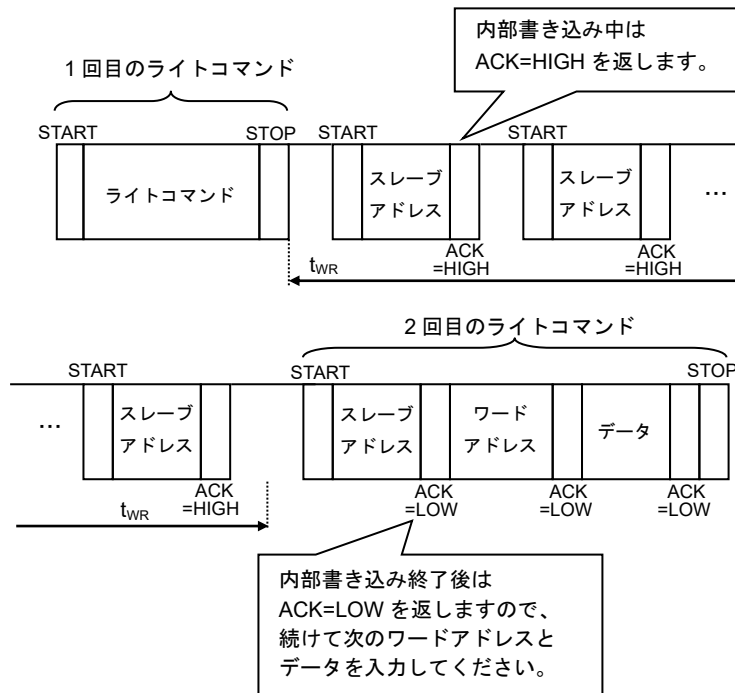 内部書き込み中は
ACK=HIGH を返します。
1 回目のライトコマンド
START STOP START START
ライトコマンド スレーブ スレーブ ...
アドレス アドレス
ACK ACK
=HIGH =HIGH
tWR
2 回目のライトコマンド
START START STOP
... スレーブ スレーブ ワード データ
アドレス アドレス アドレス
ACK ACK ACK ACK
=HIGH =LOW =LOW =LOW
tWR
内部書き込み終了後は
ACK=LOW を返しますので、
続けて次のワードアドレスと
データを入力してください。